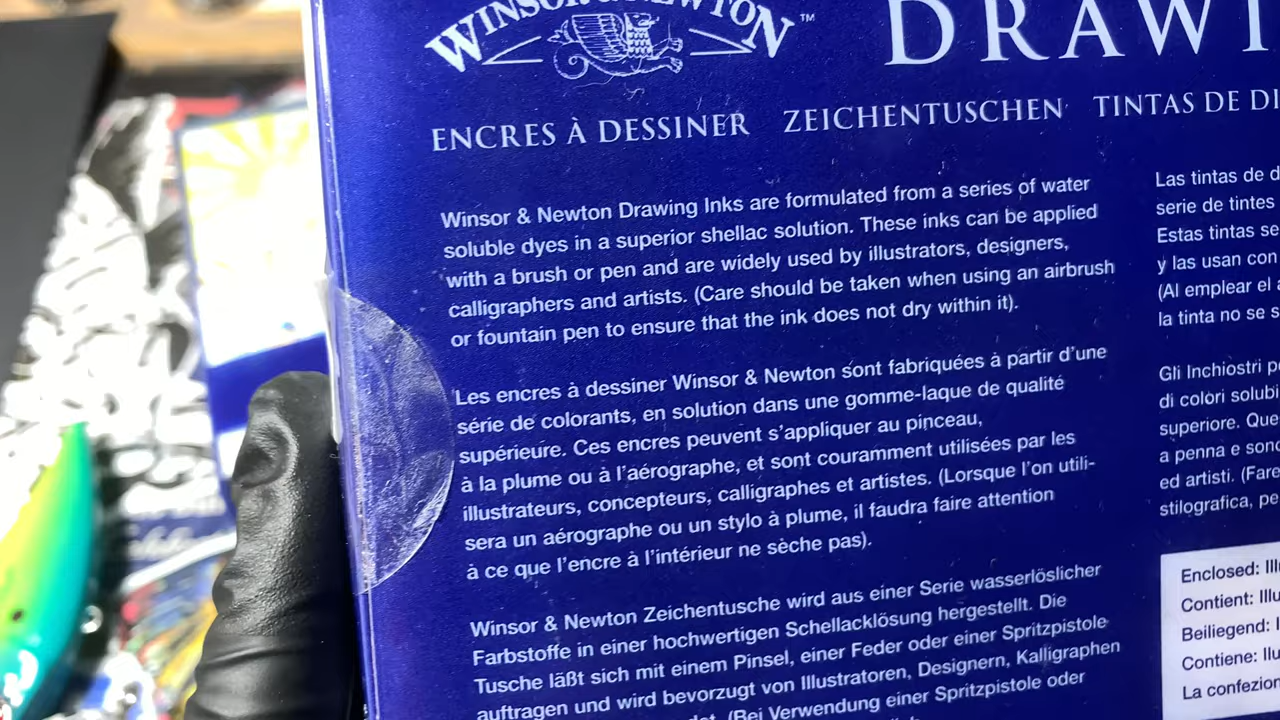 WINSOR & NEWTON™
DRAWI
ENCRES À DESSINER ZEICHENTUSCHEN TINTAS DE DI
Winsor & Newton Drawing Inks are formulated from a series of water
soluble dyes in a superior shellac solution. These inks can be applied
with a brush or pen and are widely used by illustrators, designers,
calligraphers and artists. (Care should be taken when using an airbrush
or fountain pen to ensure that the ink does not dry within it).
Les encres à dessiner Winsor & Newton sont fabriquées à partir d'une
série de colorants, en solution dans une gomme-laque de qualité
supérieure. Ces encres peuvent s'appliquer au pinceau,
à la plume ou à l'aérographe, et sont couramment utilisées par les
illustrateurs, concepteurs, calligraphes et artistes. (Lorsque l'on utili-
sera un aérographe ou un stylo à plume, il faudra faire attention
à ce que l'encre à l'intérieur ne sèche pas).
Winsor & Newton Zeichentusche wird aus einer Serie wasserlöslicher
Farbstoffe in einer hochwertigen Schellacklösung hergestellt. Die
Tusche läßt sich mit einem Pinsel, einer Feder oder einer Spritzpistole
auftragen und wird bevorzugt von Illustratoren, Designern, Kalligraphen
(Bei Verwendung einer Spritzpistole oder
Las tintas de d
serie de tintes
Estas tintas se
y las usan con
(Al emplear el a
la tinta no se s
Gli Inchiostri p
di colori solubi
superiore. Que
a penna e sono
ed artisti. (Fare
stilografica, pe
Enclosed: Ill
Contient: Illu
Beiliegend: I
Contiene: Ilu
La confezion